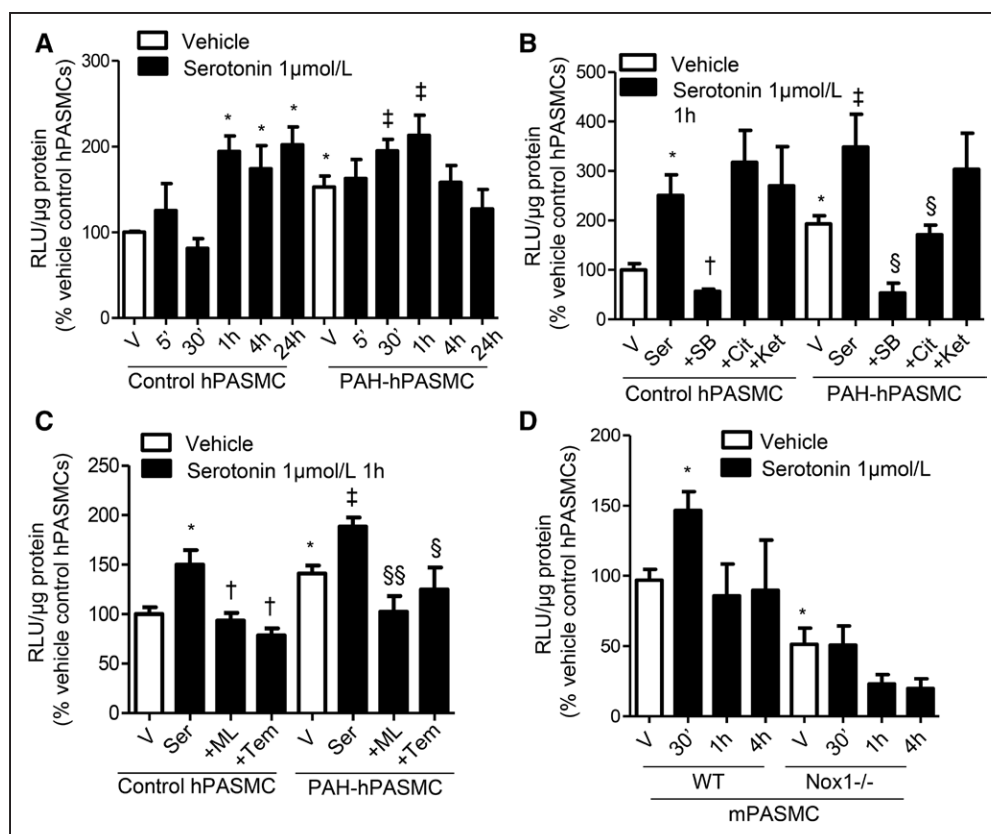 A
Vehicle
Serotonin 1µmol/L
RLU/µg protein
(% vehicle control hPASMCs)
300
200
100
0
V 5' 30' 1h 4h 24h V 5' 30' 1h 4h 24h
* * * * ‡ ‡
Control hPASMC PAH-hPASMC
B
Vehicle
Serotonin 1µmol/L
1h
RLU/µg protein
(% vehicle control hPASMCs)
500
400
300
200
100
0
* † * ‡ § §
V Ser +SB +Cit +Ket V Ser +SB +Cit +Ket
Control hPASMC PAH-hPASMC
C
Vehicle
Serotonin 1µmol/L 1h
RLU/µg protein
(% vehicle control hPASMCs)
250
200
150
100
50
0
* † † * ‡ §§ §
V Ser +ML +Tem V Ser +ML +Tem
Control hPASMC PAH-hPASMC
D
Vehicle
Serotonin 1µmol/L
RLU/µg protein
(% vehicle control hPASMCs)
200
150
100
50
0
* *
V 30' 1h 4h V 30' 1h 4h
WT Nox1-/-
mPASMC